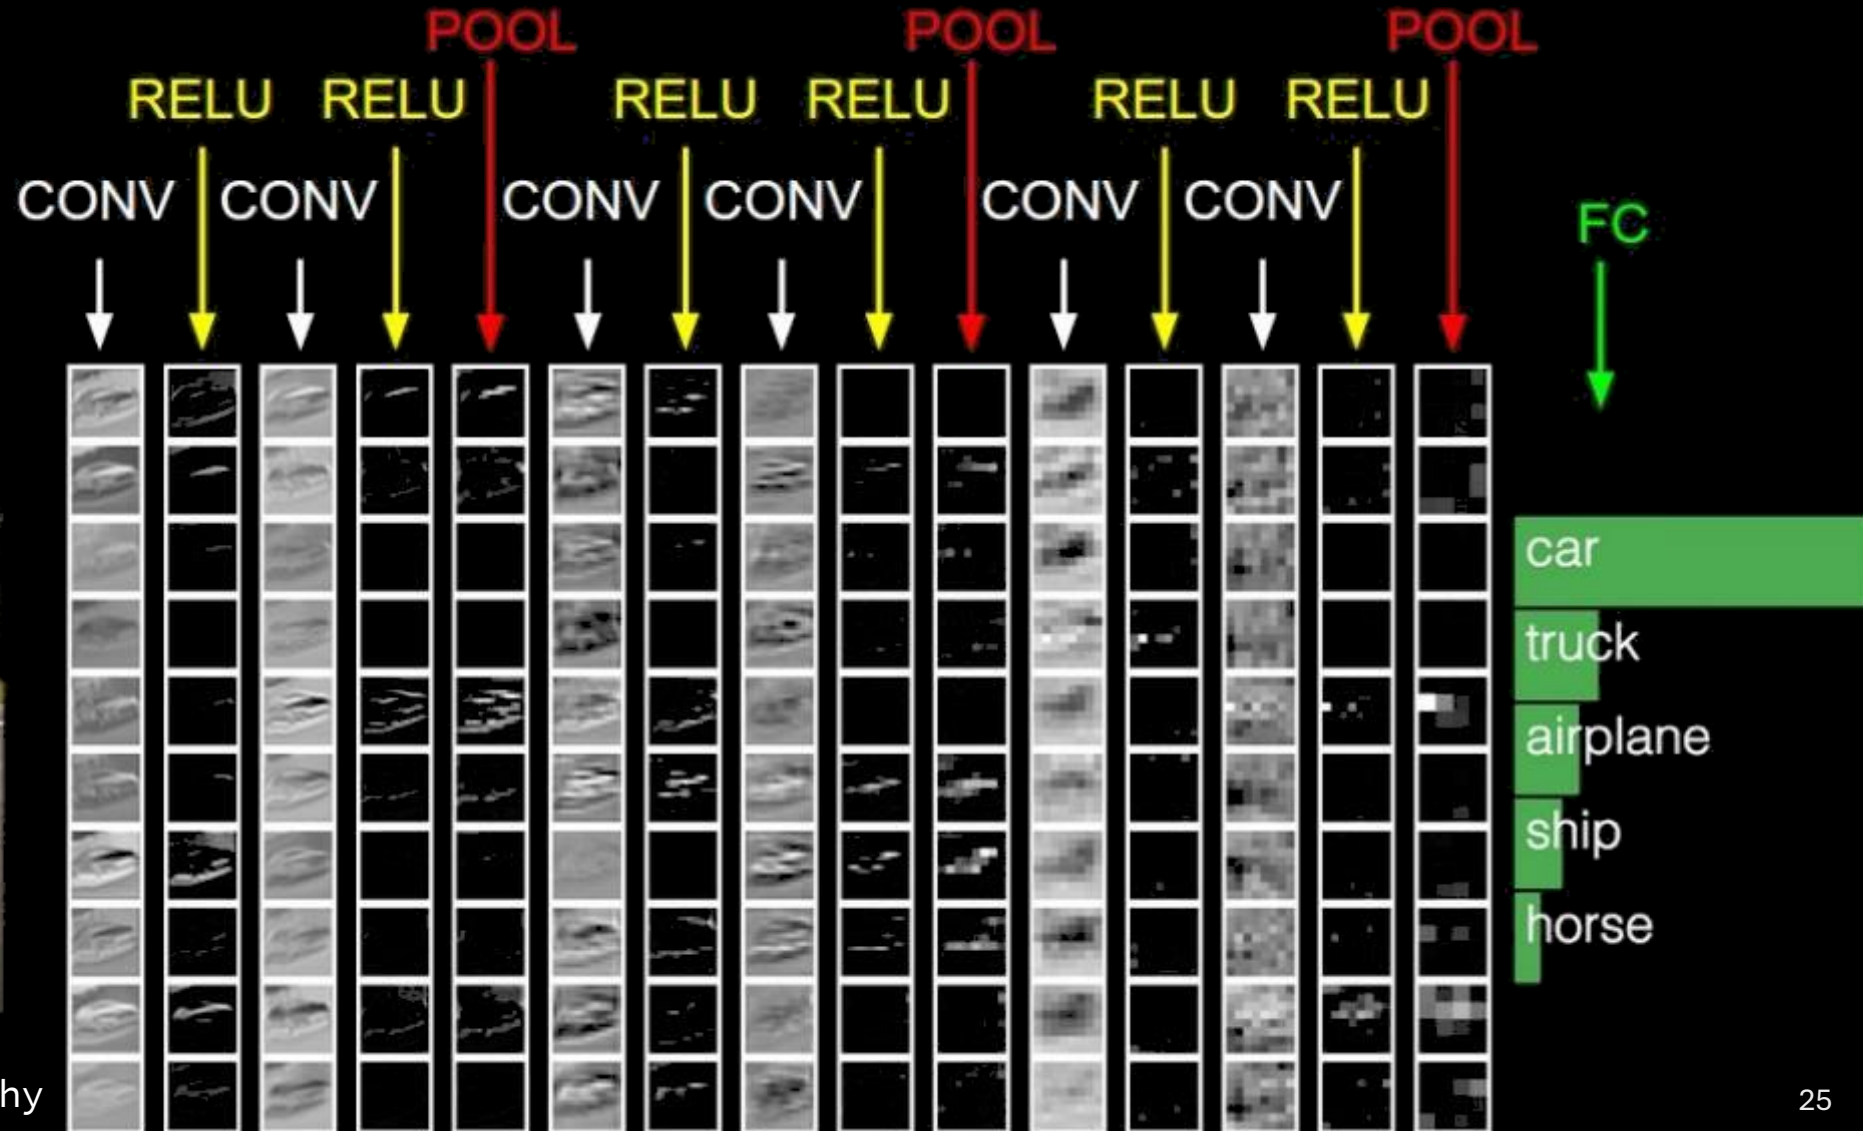 POOL POOL POOL
RELU RELU RELU RELU RELU RELU
CONV CONV CONV CONV CONV CONV
FC
car
truck
airplane
ship
horse
hy
25